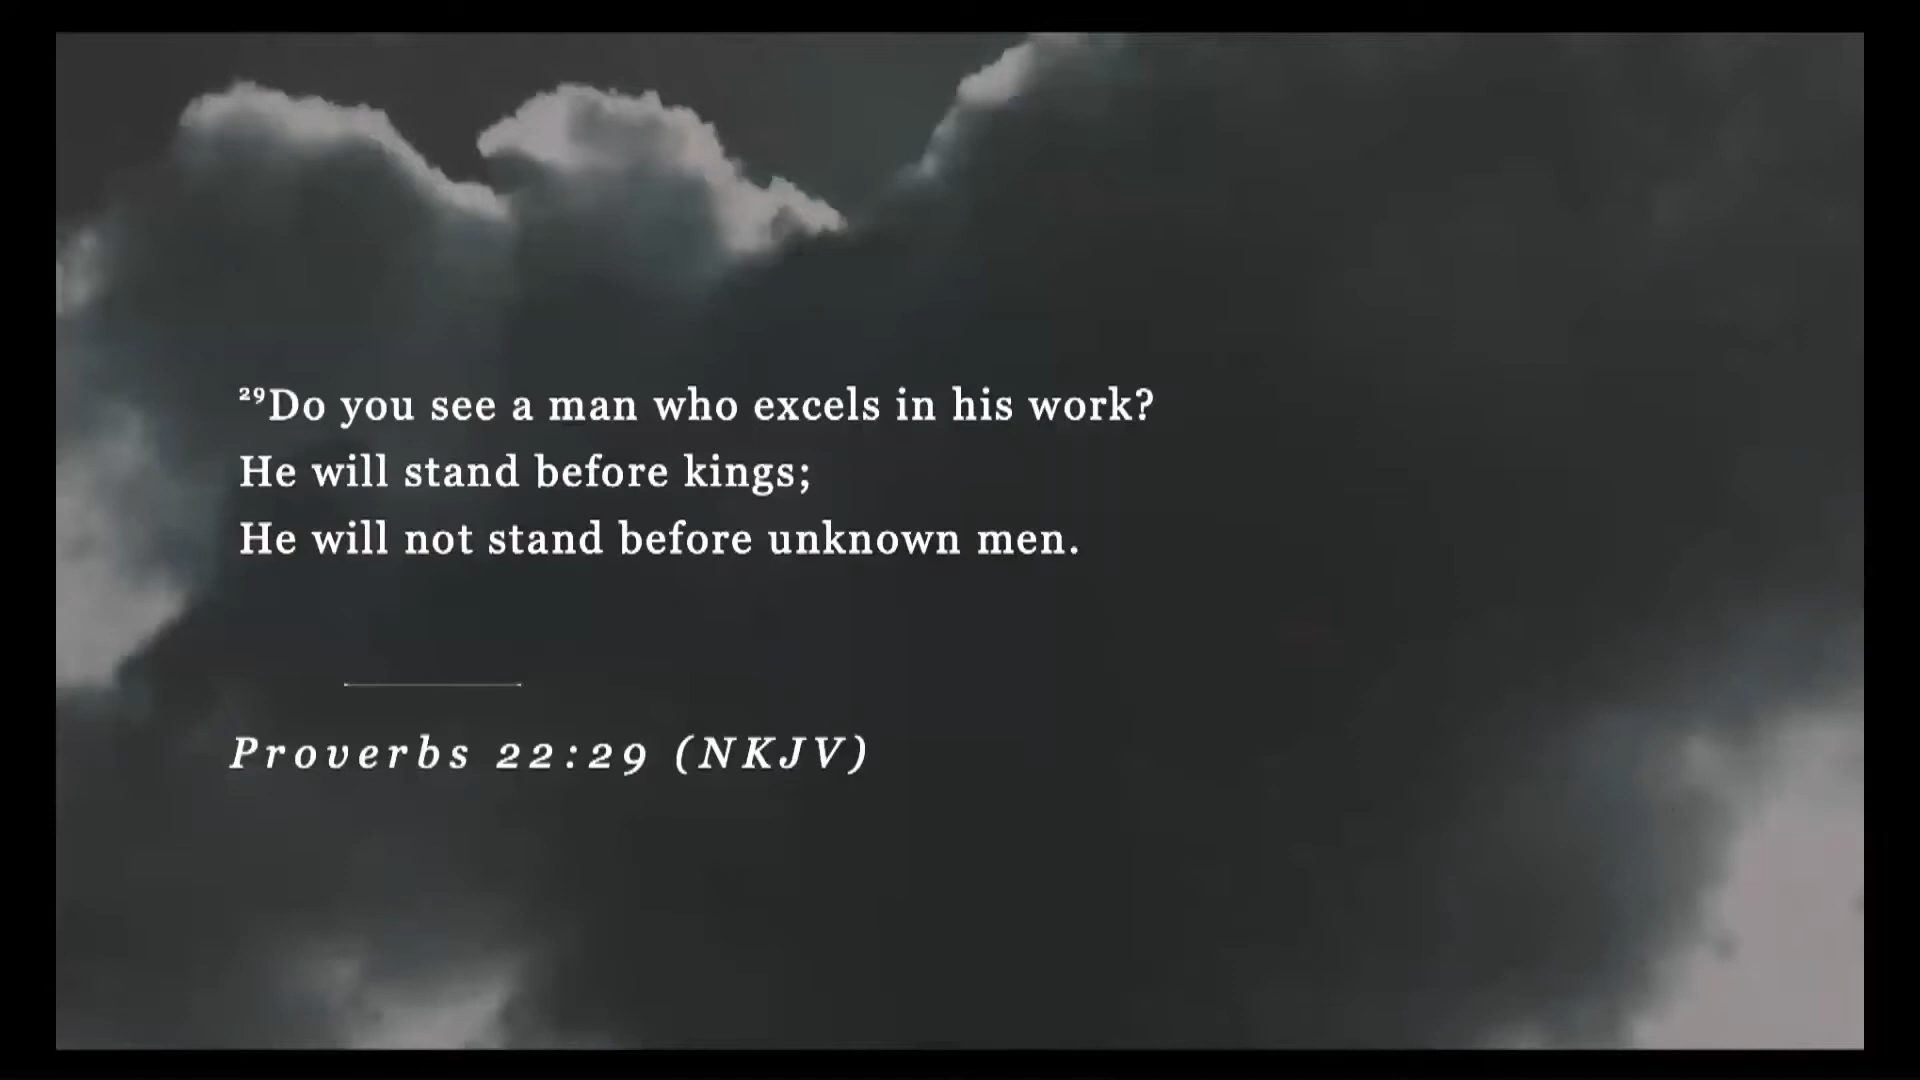 ²⁹Do you see a man who excels in his work?
He will stand before kings;
He will not stand before unknown men.
Proverbs 22:29 (NKJV)